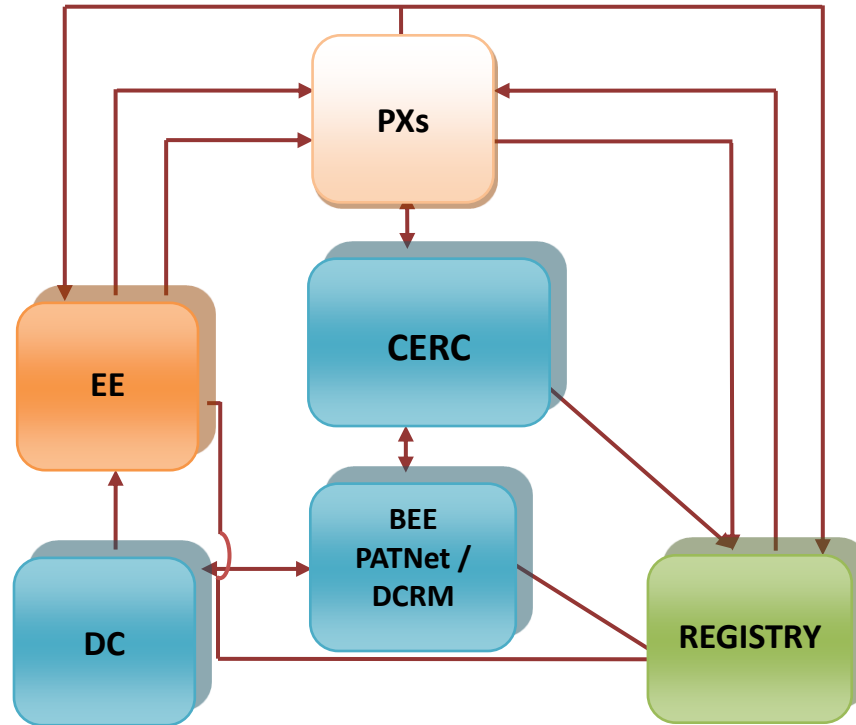 PXs
CERC
EE
BEE
PATNet /
DCRM
DC
REGISTRY